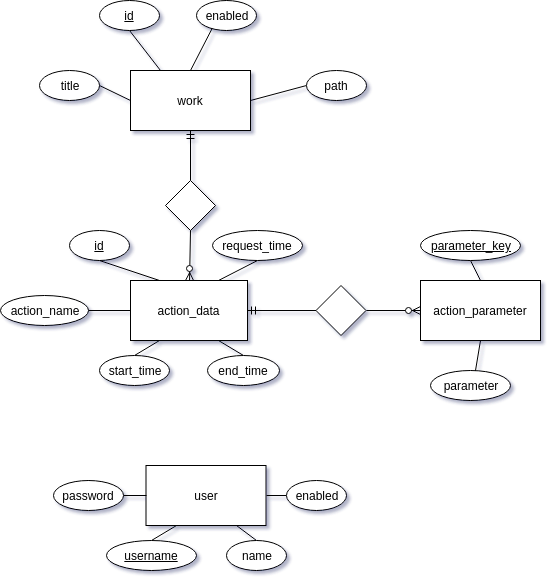 id
enabled
title
work
path
id
request_time
parameter_key
action_name
action_data
action_parameter
start_time
end_time
parameter
password
user
enabled
username
name